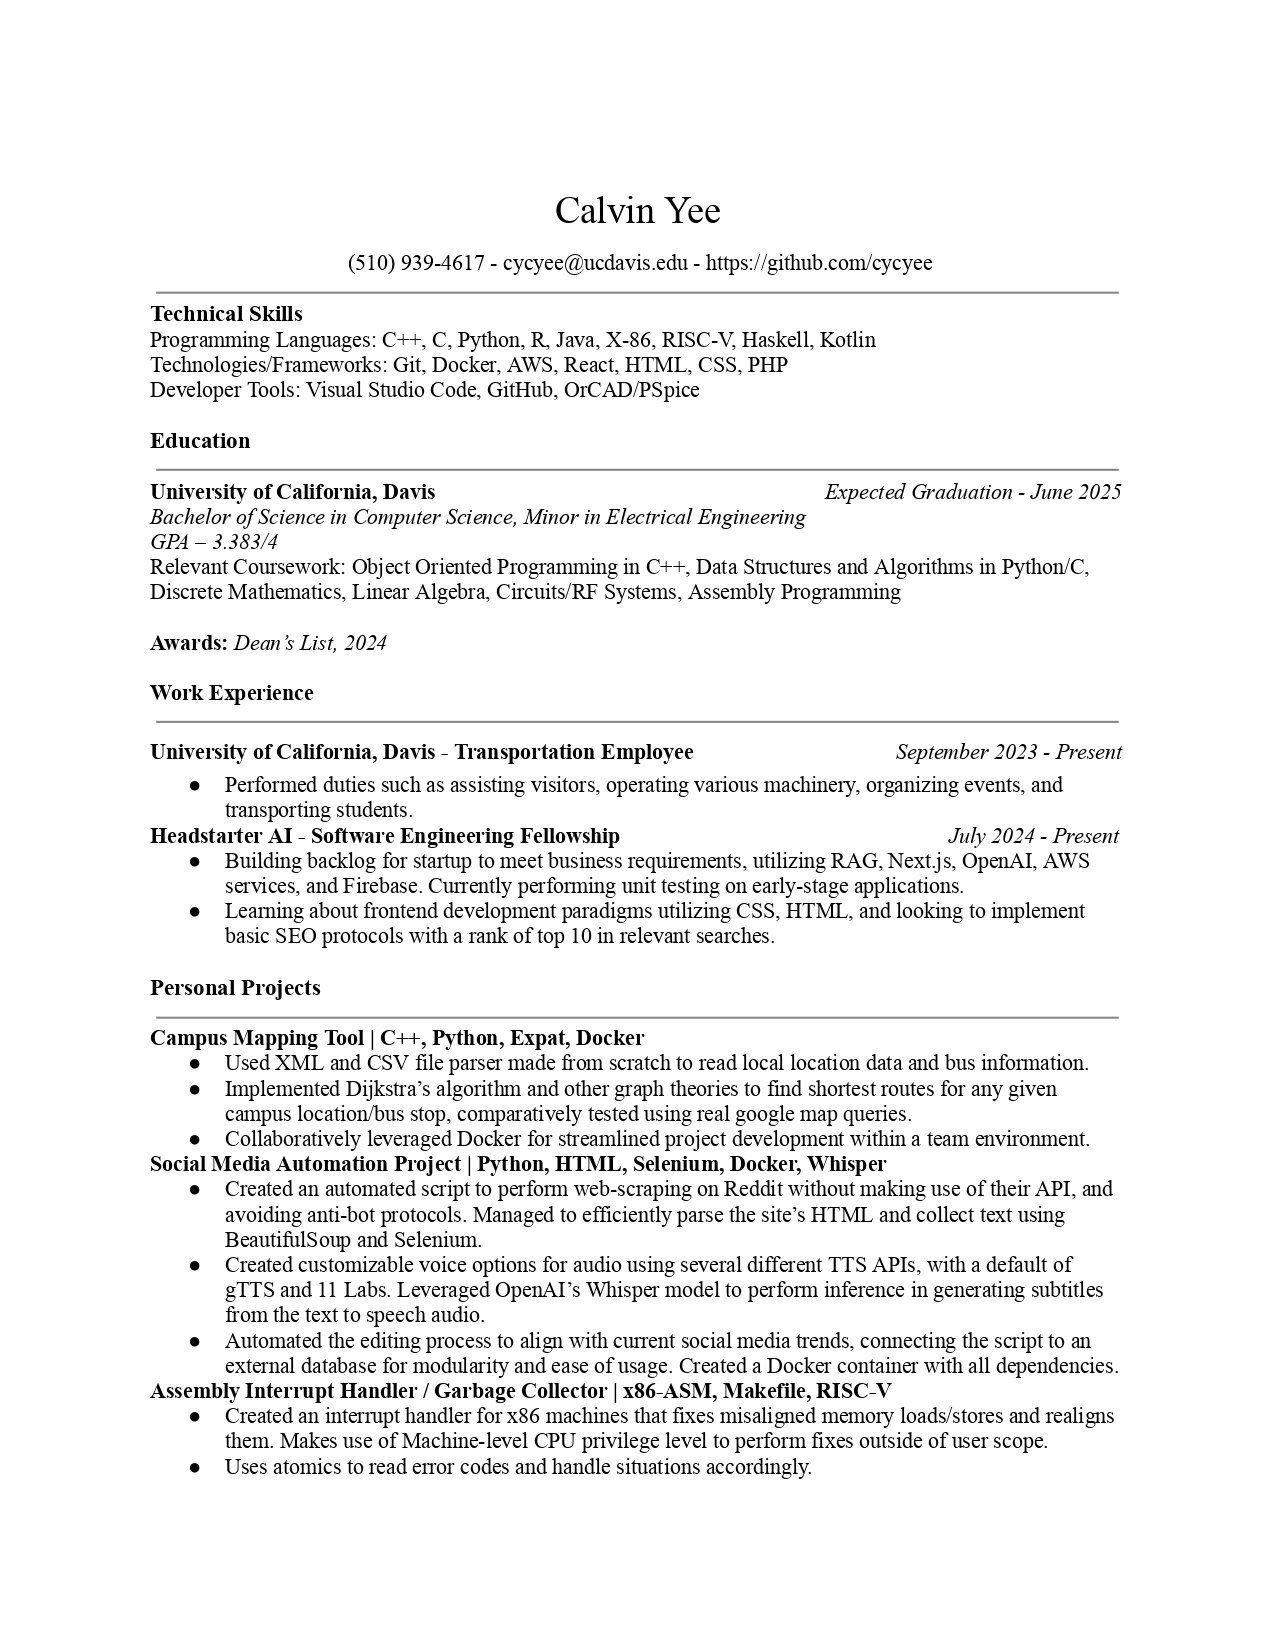 Calvin Yee
(510) 939-4617 - cycyee@ucdavis.edu - https://github.com/cycyee
Technical Skills
Programming Languages: C++, C, Python, R, Java, X-86, RISC-V, Haskell, Kotlin
Technologies/Frameworks: Git, Docker, AWS, React, HTML, CSS, PHP
Developer Tools: Visual Studio Code, GitHub, OrCAD/PSpice
Education
University of California, Davis Expected Graduation - June 2025
Bachelor of Science in Computer Science, Minor in Electrical Engineering
GPA – 3.383/4
Relevant Coursework: Object Oriented Programming in C++, Data Structures and Algorithms in Python/C,
Discrete Mathematics, Linear Algebra, Circuits/RF Systems, Assembly Programming
Awards: Dean’s List, 2024
Work Experience
University of California, Davis - Transportation Employee September 2023 - Present
● Performed duties such as assisting visitors, operating various machinery, organizing events, and
transporting students.
Headstarter AI - Software Engineering Fellowship July 2024 - Present
● Building backlog for startup to meet business requirements, utilizing RAG, Next.js, OpenAI, AWS
services, and Firebase. Currently performing unit testing on early-stage applications.
● Learning about frontend development paradigms utilizing CSS, HTML, and looking to implement
basic SEO protocols with a rank of top 10 in relevant searches.
Personal Projects
Campus Mapping Tool | C++, Python, Expat, Docker
● Used XML and CSV file parser made from scratch to read local location data and bus information.
● Implemented Dijkstra’s algorithm and other graph theories to find shortest routes for any given
campus location/bus stop, comparatively tested using real google map queries.
● Collaboratively leveraged Docker for streamlined project development within a team environment.
Social Media Automation Project | Python, HTML, Selenium, Docker, Whisper
● Created an automated script to perform web-scraping on Reddit without making use of their API, and
avoiding anti-bot protocols. Managed to efficiently parse the site’s HTML and collect text using
BeautifulSoup and Selenium.
● Created customizable voice options for audio using several different TTS APIs, with a default of
gTTS and 11 Labs. Leveraged OpenAI’s Whisper model to perform inference in generating subtitles
from the text to speech audio.
● Automated the editing process to align with current social media trends, connecting the script to an
external database for modularity and ease of usage. Created a Docker container with all dependencies.
Assembly Interrupt Handler / Garbage Collector | x86-ASM, Makefile, RISC-V
● Created an interrupt handler for x86 machines that fixes misaligned memory loads/stores and realigns
them. Makes use of Machine-level CPU privilege level to perform fixes outside of user scope.
● Uses atomics to read error codes and handle situations accordingly.